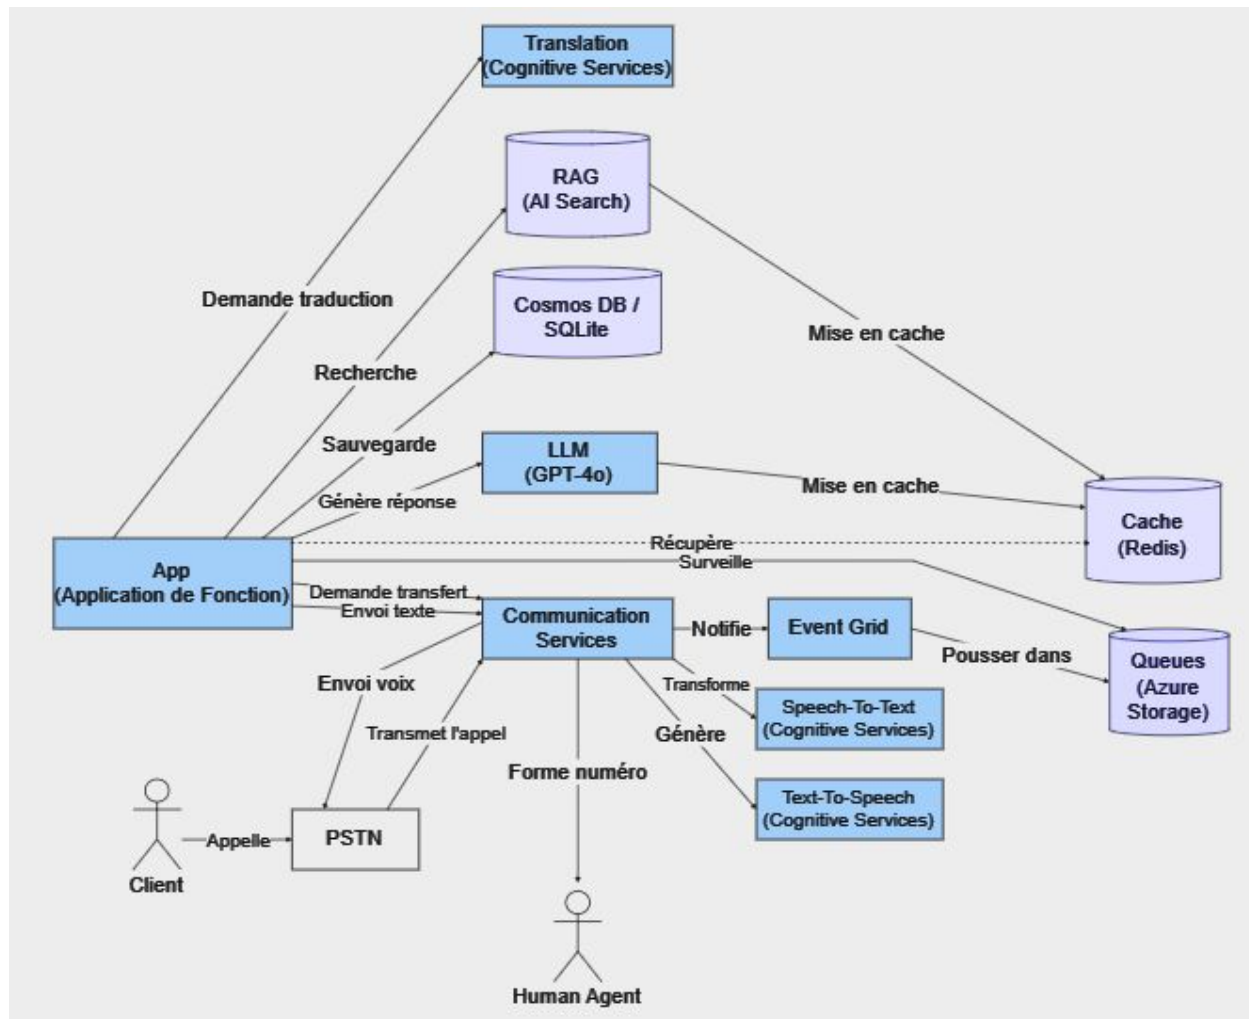 Translation
(Cognitive Services)
RAG
(AI Search)
Demande traduction
Cosmos DB /
SQLite
Mise en cache
Recherche
Sauvegarde
LLM
(GPT-4o)
Génère réponse
Mise en cache
Cache
(Redis)
App
(Application de Fonction)
Récupère
Surveille
Demande transfert
Envoi texte
Communication
Services
Notifie
Event Grid
Pousser dans
Queues
(Azure
Storage)
Envoi voix
Transforme
Speech-To-Text
(Cognitive Services)
Transmet l'appel
Génère
Forme numéro
Text-To-Speech
(Cognitive Services)
Appelle
PSTN
Client
Human Agent